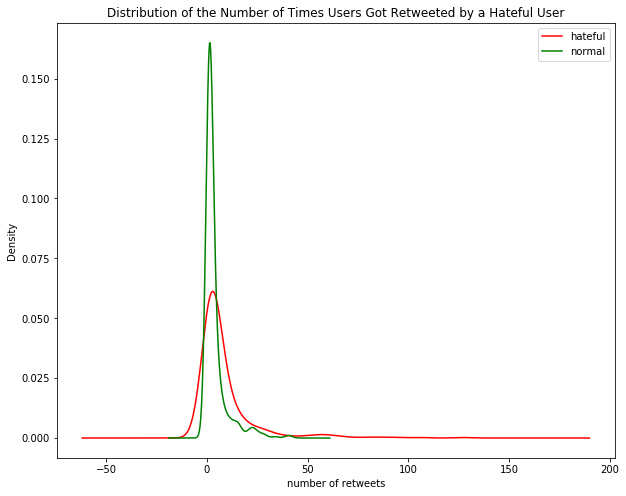 Distribution of the Number of Times Users Got Retweeted by a Hateful User
hateful
normal
0.150
0.125
0.100
0.075
0.050
0.025
0.000
Density
−50
0
50
100
150
200
number of retweets